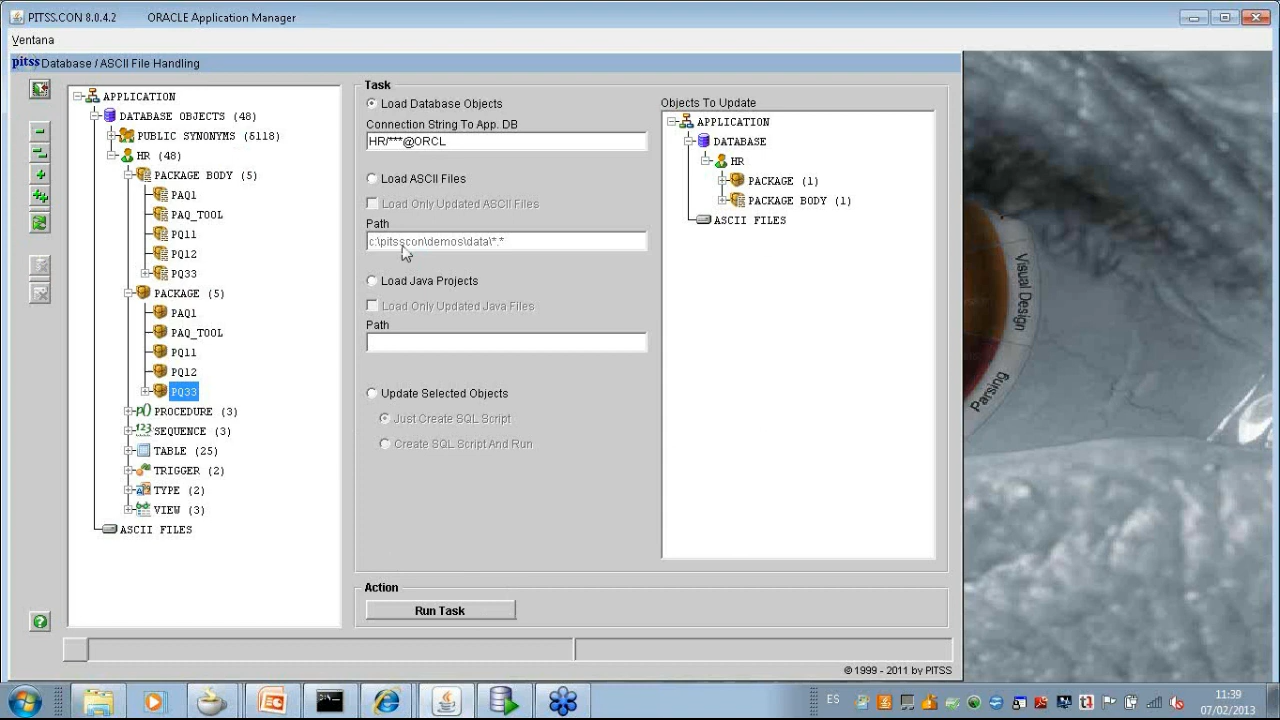 PITSS.CON 8.0.4.2 ORACLE Application Manager
Ventana
pitss Database / ASCII File Handling
APPLICATION
DATABASE OBJECTS (48)
PUBLIC SYNONYMS (6118)
HR (48)
PACKAGE BODY (5)
PAQ1
PAQ_TOOL
PQ11
PQ12
PQ33
PACKAGE (5)
PAQ1
PAQ_TOOL
PQ11
PQ12
PQ33
PROCEDURE (3)
SEQUENCE (3)
TABLE (25)
TRIGGER (2)
TYPE (2)
VIEW (3)
ASCII FILES
Task
Load Database Objects
Connection String To App. DB
HR/***@ORCL
Load ASCII Files
Load Only Updated ASCII Files
Path
c:\pitsscon\demos\data\*.*
Load Java Projects
Load Only Updated Java Files
Path
Update Selected Objects
Just Create SQL Script
Create SQL Script And Run
Objects To Update
APPLICATION
DATABASE
HR
PACKAGE (1)
PACKAGE BODY (1)
ASCII FILES
Action
Run Task
© 1999 - 2011 by PITSS
Visual Design
Parsing
ES
11:39
07/02/2013